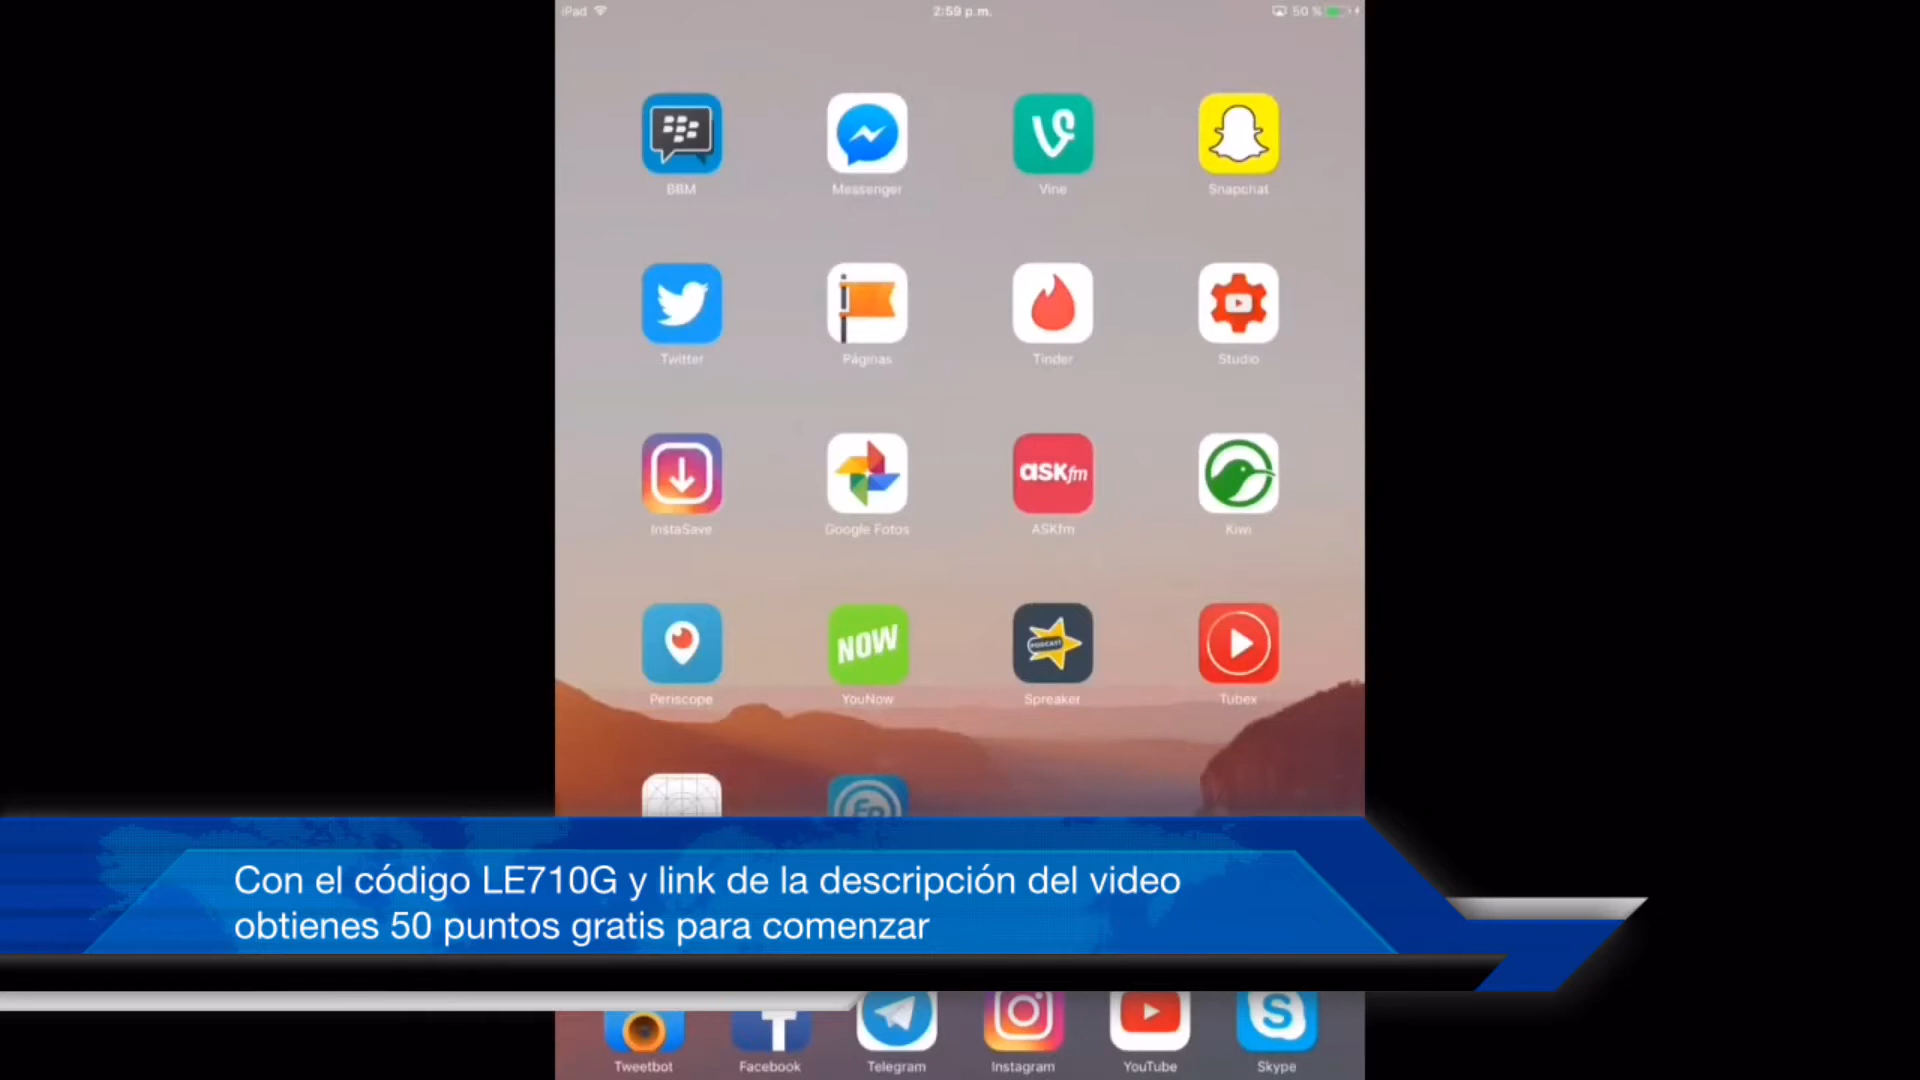 iPad 2:59 p.m. 50 %
BBM Messenger Vine Snapchat
Twitter Páginas Tinder Studio
ASKfm
InstaSave Google Fotos ASKfm Kiwi
NOW PODCAST
Periscope YouNow Spreaker Tubex
Con el código LE710G y link de la descripción del video
obtienes 50 puntos gratis para comenzar
Tweetbot Facebook Telegram Instagram YouTube Skype